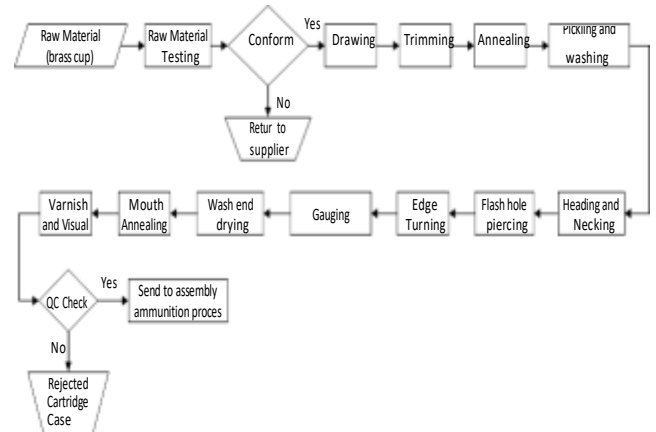 Raw Material
(brass cup)
Raw Material
Testing
Conform
Yes
Drawing
Trimming
Annealing
Pickling and
washing
No
Retur to
supplier
Varnish
and Visual
Mouth
Annealing
Wash end
drying
Gauging
Edge
Turning
Flash hole
piercing
Heading and
Necking
QC Check
Yes
Send to assembly
ammunition proces
No
Rejected
Cartridge
Case